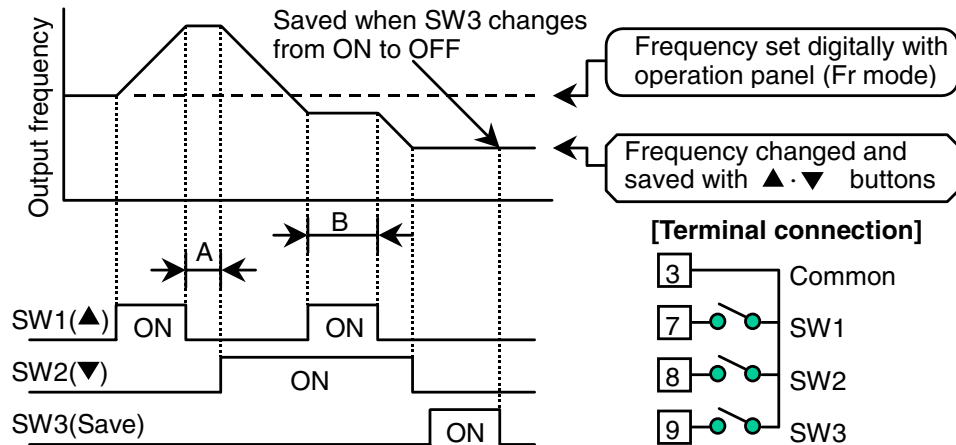 Saved when SW3 changes
from ON to OFF
Frequency set digitally with
operation panel (Fr mode)
Output frequency
Frequency changed and
saved with ▲·▼ buttons
A
B
[Terminal connection]
3 Common
SW1(▲) ON ON
7 SW1
SW2(▼) ON
8 SW2
SW3(Save) ON
9 SW3